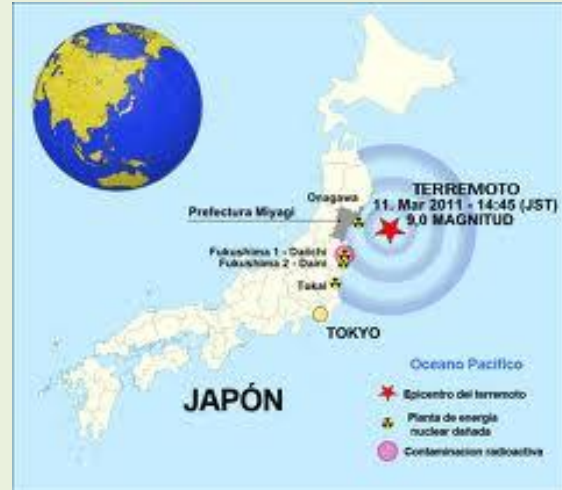 Onagawa
TERREMOTO
11. Mar 2011 - 14:45 (JST)
9.0 MAGNITUD
Prefectura Miyagi
Fukushima 1 - Daiichi
Fukushima 2 - Daini
Tokai
TOKYO
JAPÓN
Oceano Pacifico
Epicentro del terremoto
Planta de energia
nuclear dañada
Contaminacion radioactiva